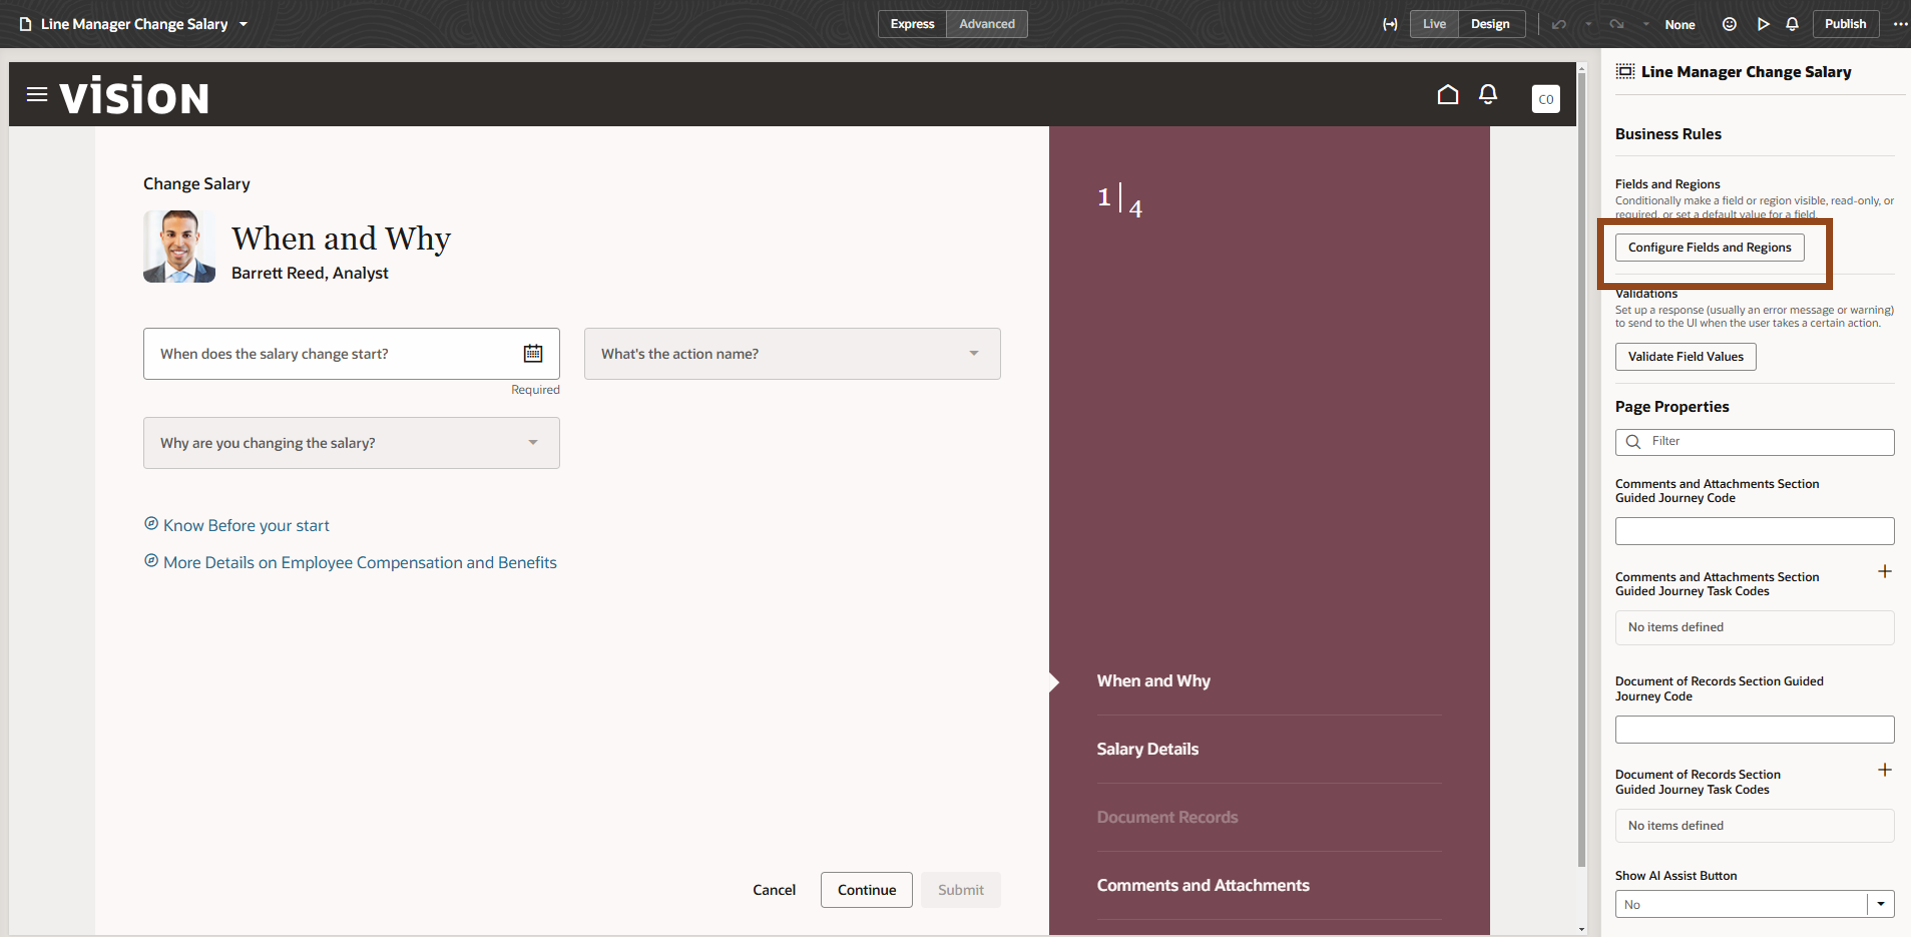 Line Manager Change Salary
Express
Advanced
Live
Design
None
Publish
VISION
CO
Change Salary
When and Why
Barrett Reed, Analyst
When does the salary change start?
Required
What's the action name?
Why are you changing the salary?
Know Before your start
More Details on Employee Compensation and Benefits
Cancel
Continue
Submit
1
4
When and Why
Salary Details
Document Records
Comments and Attachments
Line Manager Change Salary
Business Rules
Fields and Regions
Conditionally make a field or region visible, read-only, or
required, or set a default value for a field.
Configure Fields and Regions
Validations
Set up a response (usually an error message or warning)
to send to the UI when the user takes a certain action.
Validate Field Values
Page Properties
Filter
Comments and Attachments Section
Guided Journey Code
Comments and Attachments Section
Guided Journey Task Codes
No items defined
Document of Records Section Guided
Journey Code
Document of Records Section
Guided Journey Task Codes
No items defined
Show AI Assist Button
No